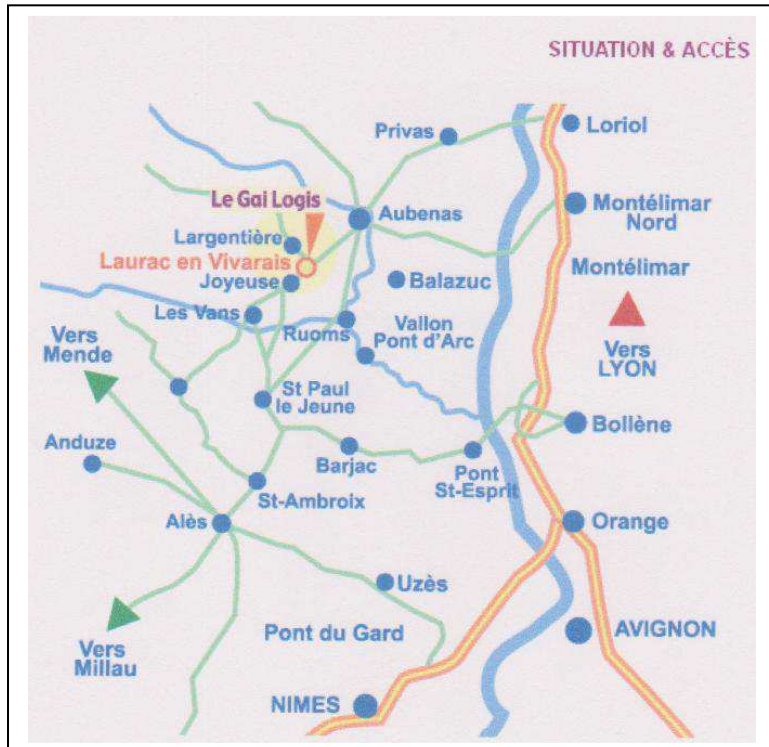 SITUATION & ACCÈS
Privas
Loriol
Le Gai Logis
Aubenas
Montélimar
Nord
Largentière
Laurac en Vivarais
Joyeuse
Balazuc
Montélimar
Les Vans
Ruoms
Vallon
Pont d'Arc
Vers
Mende
Vers
LYON
St Paul
le Jeune
Bollène
Anduze
Barjac
Pont
St-Esprit
St-Ambroix
Alès
Orange
Uzès
Pont du Gard
AVIGNON
Vers
Millau
NIMES